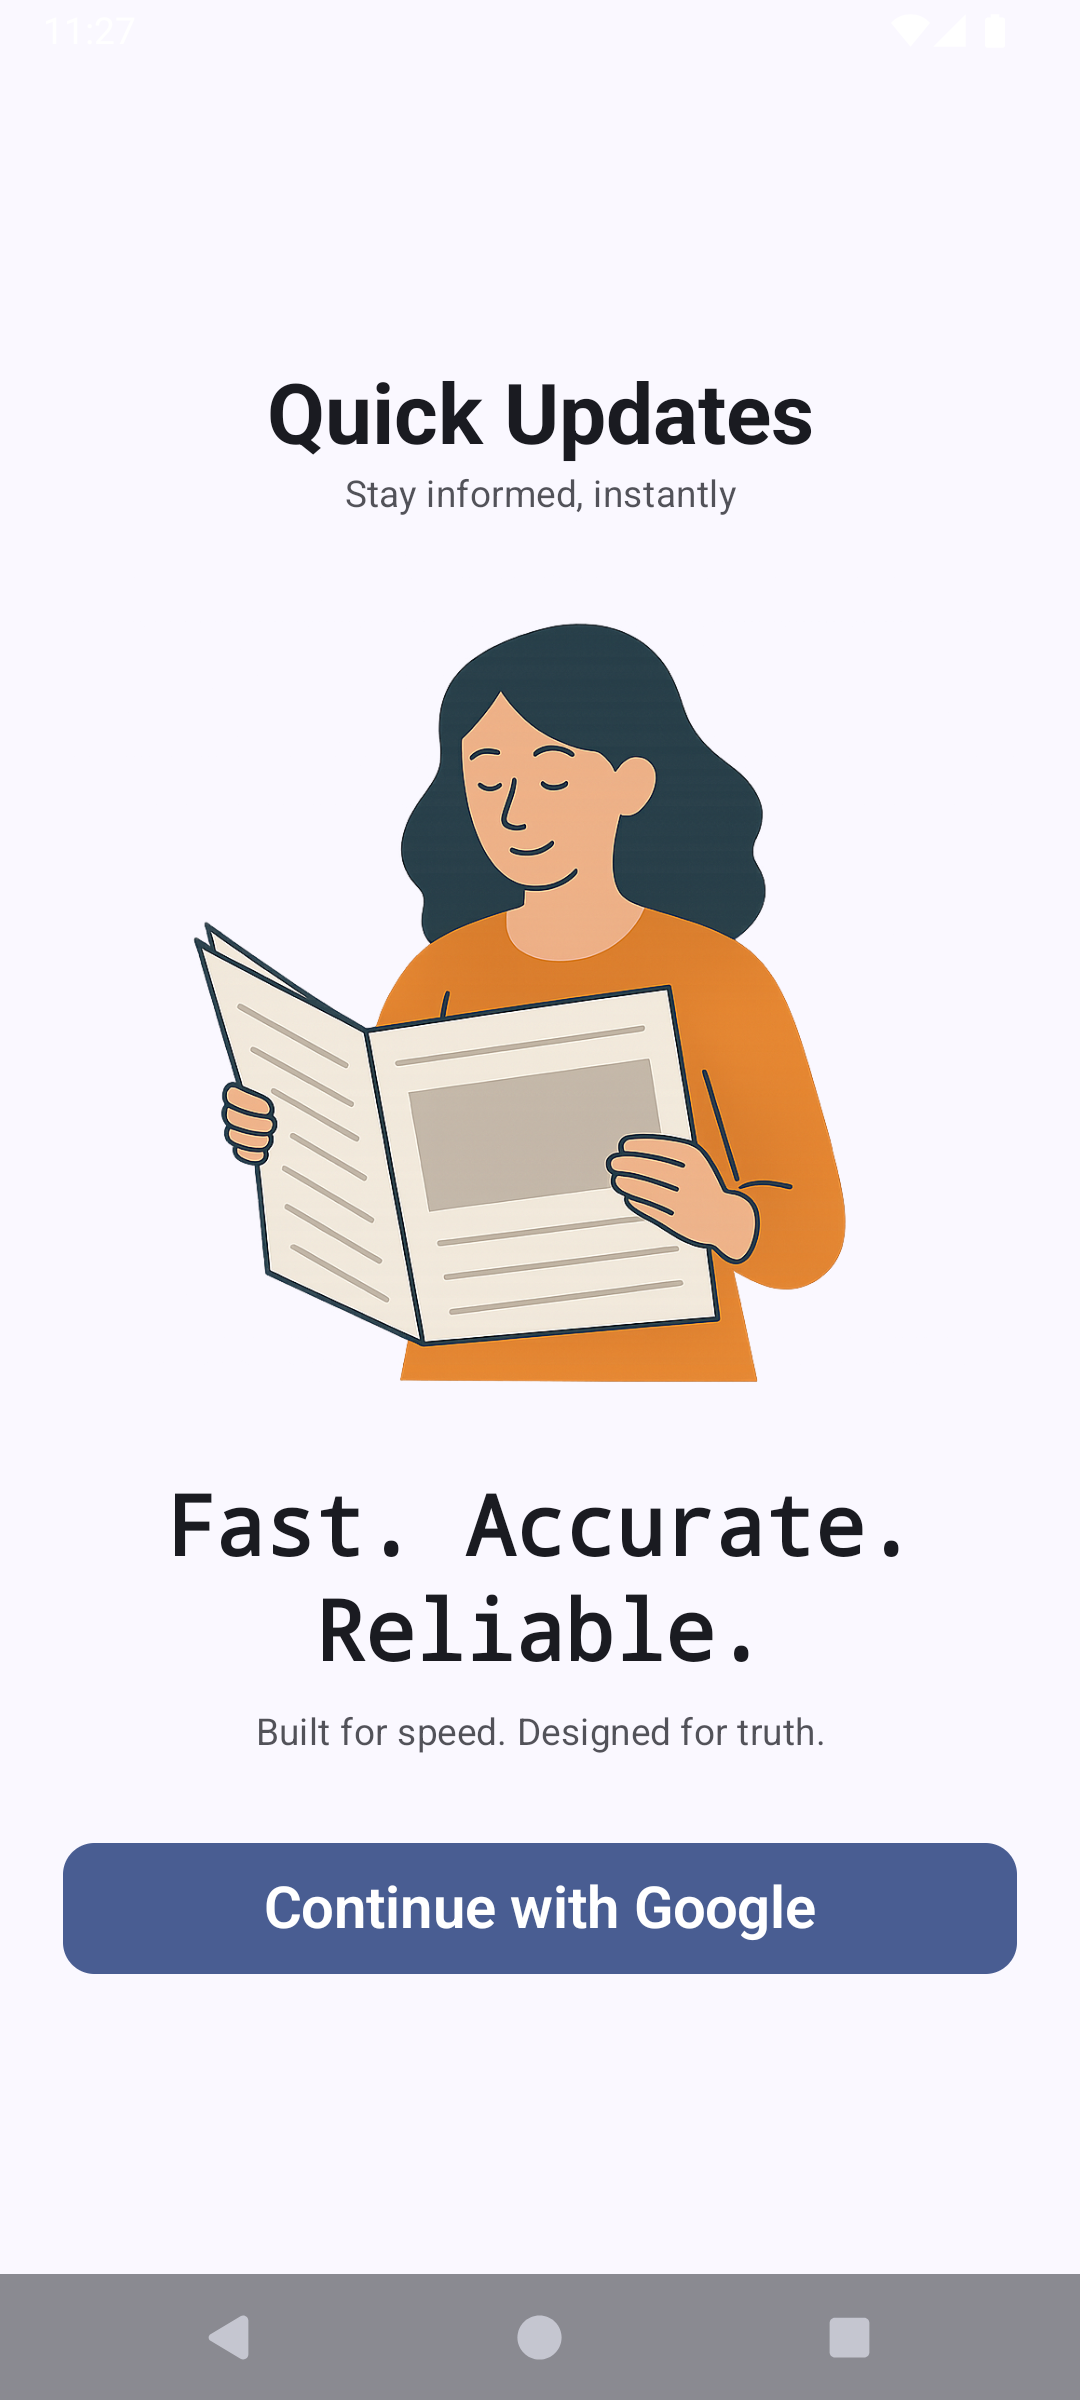 11:27
Quick Updates
Stay informed, instantly
Fast. Accurate.
Reliable.
Built for speed. Designed for truth.
Continue with Google